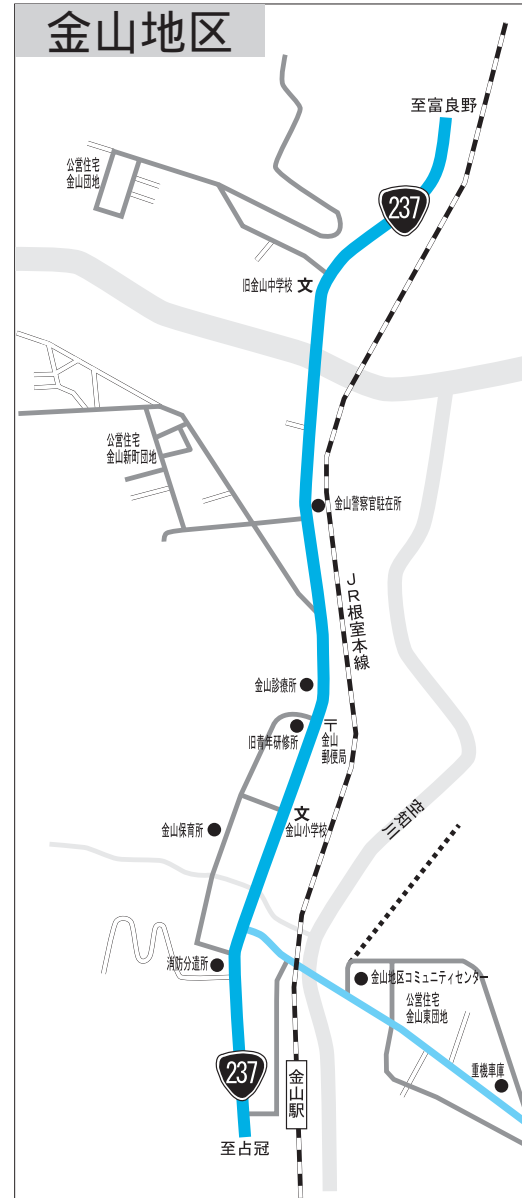 金山地区
至富良野
237
公営住宅
金山団地
旧金山中学校
文
公営住宅
金山新町団地
金山警察官駐在所
JR根室本線
金山診療所
旧青年研修所
〒
金山
郵便局
文
金山小学校
空知川
金山保育所
消防分遣所
金山地区コミュニティセンター
公営住宅
金山東団地
重機車庫
237
金山駅
至占冠